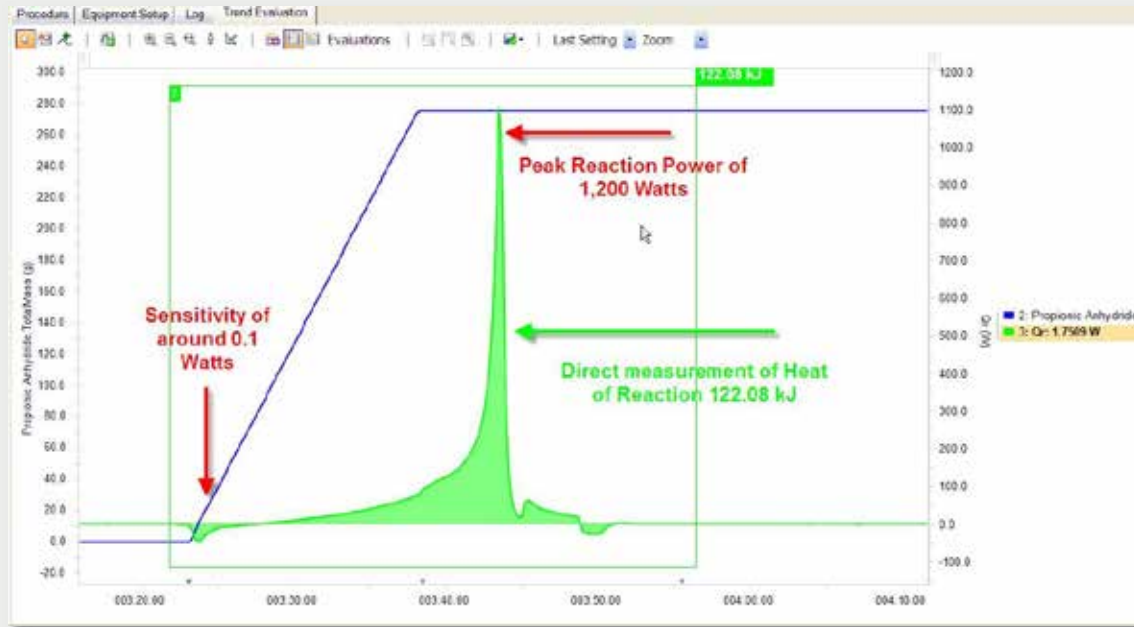 Procedure Equipment Setup Log Trend Evaluation
Evaluations Last Setting Zoom
122.08 kJ
300.0
280.0
260.0
240.0
220.0
200.0
180.0
160.0
140.0
120.0
100.0
80.0
60.0
40.0
20.0
0.0
-20.0
Propionic Anhydride TotalMass (g)
Peak Reaction Power of
1,200 Watts
Sensitivity of
around 0.1
Watts
Direct measurement of Heat
of Reaction 122.08 kJ
1200.0
1100.0
1000.0
900.0
800.0
700.0
600.0
500.0
400.0
300.0
200.0
100.0
0.0
-100.0
Qr (W)
2: Propionic Anhydride
3: Qr: 1.7509 W
003:20:00 003:30:00 003:40:00 003:50:00 004:00:00 004:10:00